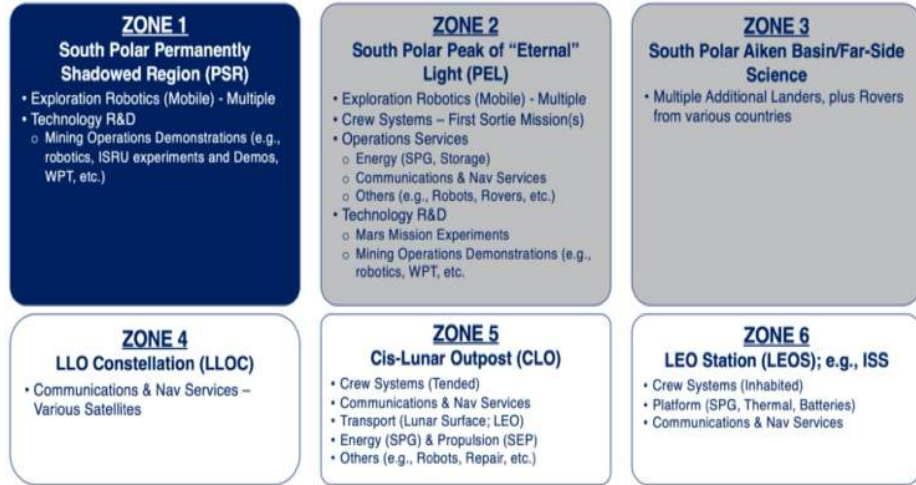 ZONE 1
South Polar Permanently
Shadowed Region (PSR)
• Exploration Robotics (Mobile) - Multiple
• Technology R&D
o Mining Operations Demonstrations (e.g.,
robotics, ISRU experiments and Demos,
WPT, etc.)
ZONE 2
South Polar Peak of “Eternal”
Light (PEL)
• Exploration Robotics (Mobile) - Multiple
• Crew Systems – First Sortie Mission(s)
• Operations Services
o Energy (SPG, Storage)
o Communications & Nav Services
o Others (e.g., Robots, Rovers, etc.)
• Technology R&D
o Mars Mission Experiments
o Mining Operations Demonstrations (e.g.,
robotics, WPT, etc.
ZONE 3
South Polar Aiken Basin/Far-Side
Science
• Multiple Additional Landers, plus Rovers
from various countries
ZONE 4
LLO Constellation (LLOC)
• Communications & Nav Services –
Various Satellites
ZONE 5
Cis-Lunar Outpost (CLO)
• Crew Systems (Tended)
• Communications & Nav Services
• Transport (Lunar Surface; LEO)
• Energy (SPG) & Propulsion (SEP)
• Others (e.g., Robots, Repair, etc.)
ZONE 6
LEO Station (LEOS); e.g., ISS
• Crew Systems (Inhabited)
• Platform (SPG, Thermal, Batteries)
• Communications & Nav Services